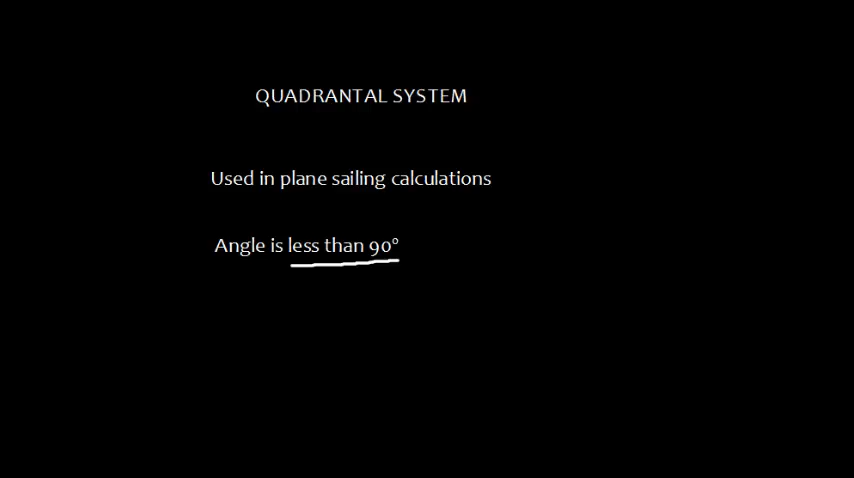 QUADRANTAL SYSTEM
Used in plane sailing calculations
Angle is less than 90°